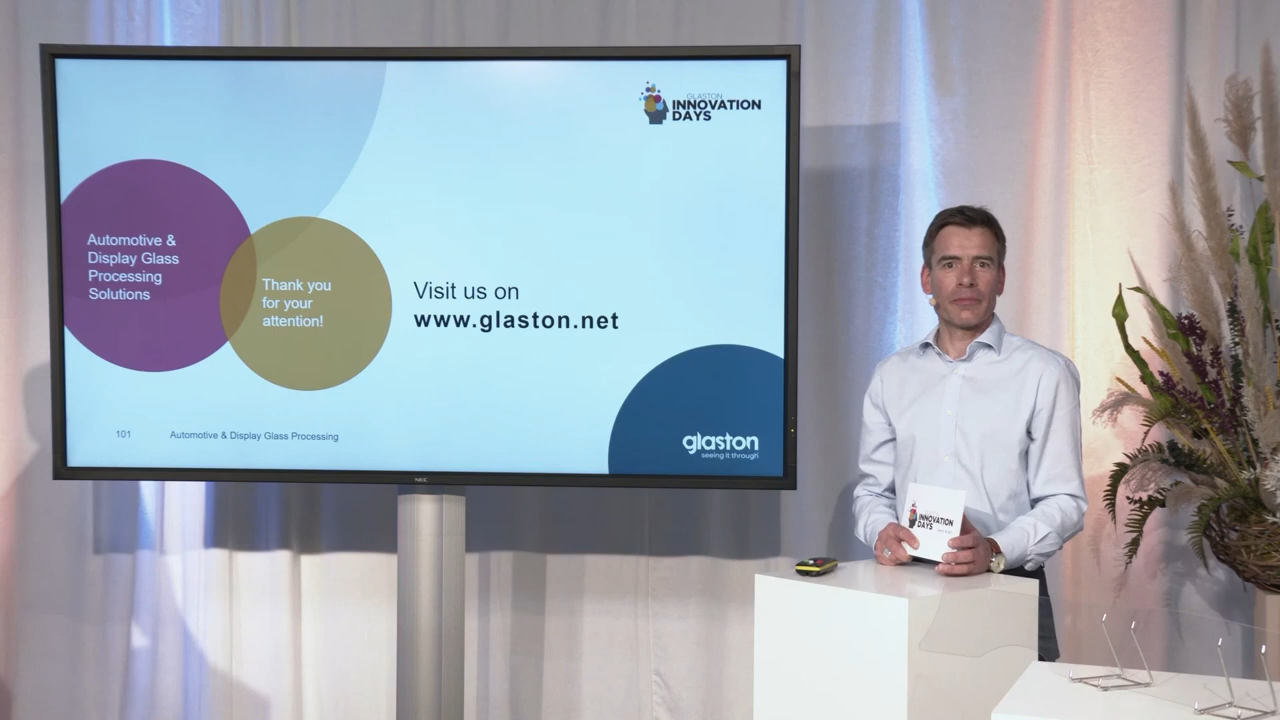 GLASTON
INNOVATION
DAYS
Automotive &
Display Glass
Processing
Solutions
Thank you
for your
attention!
Visit us on
www.glaston.net
101
Automotive & Display Glass Processing
glaston
seeing it through
NEC
INNOVATION
DAYS